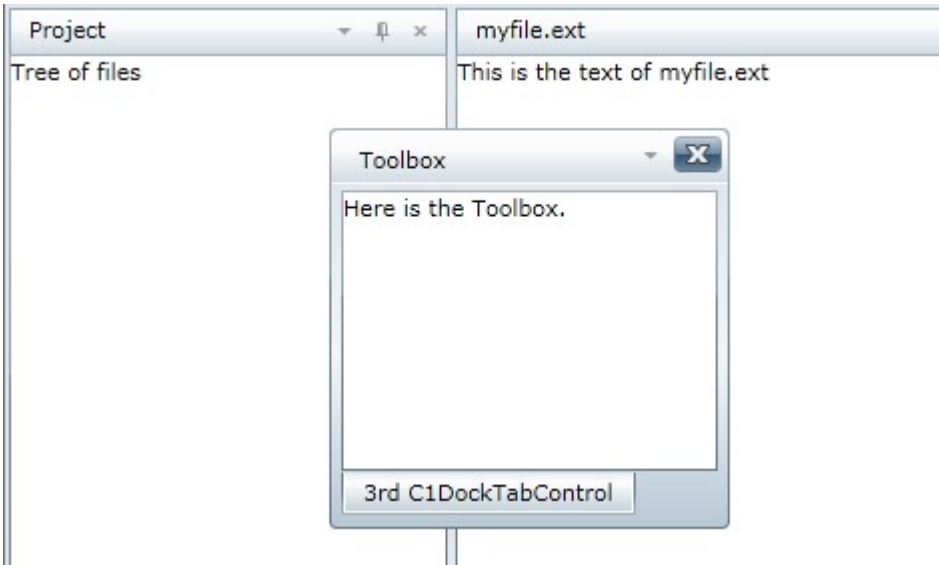 Project
myfile.ext
Tree of files
This is the text of myfile.ext
Toolbox
Here is the Toolbox.
3rd C1DockTabControl